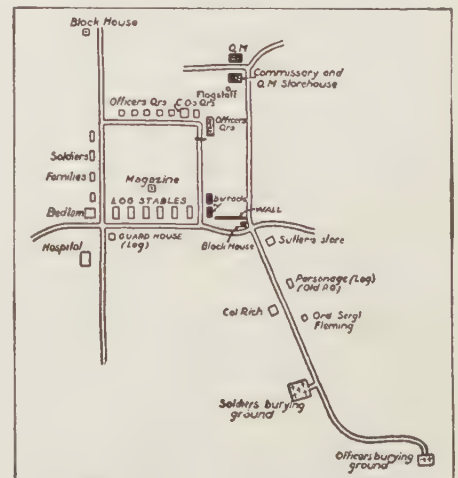 Block House
Q M
Commissary and
Q M Storehouse
Flagstaff
Officers Qrs
C Os Qrs
Officers
Qrs
Soldiers
Families
Magazine
LOG STABLES
WALL
Bedlam
GUARD HOUSE
(Log)
Block House
Sutlers store
Hospital
Parsonage (Log)
(Old P.O.)
Col Rich
Ord Sergt
Fleming
Soldiers burying
ground
Officers burying
ground